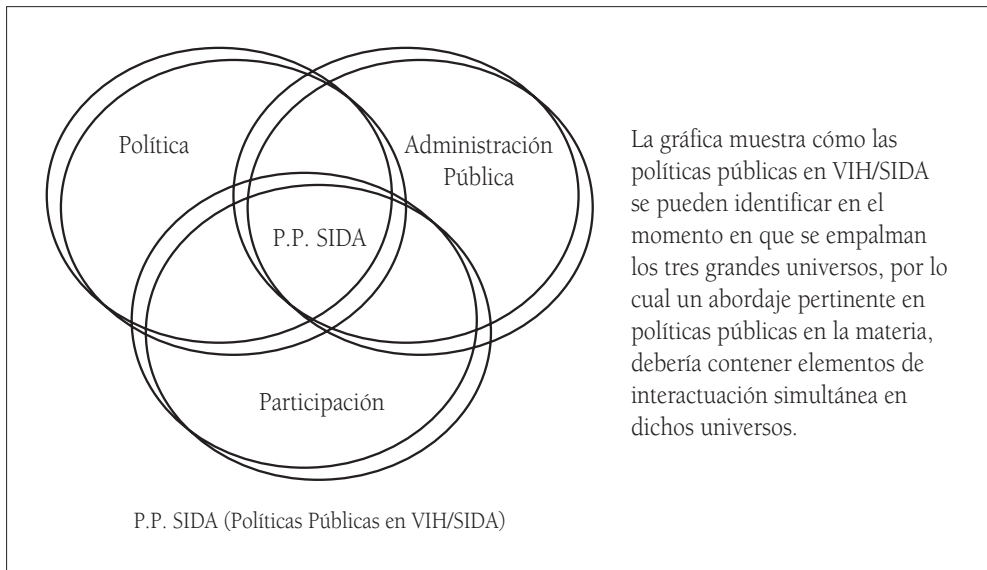 Política
Administración
Pública
P.P. SIDA
Participación
P.P. SIDA (Políticas Públicas en VIH/SIDA)
La gráfica muestra cómo las
políticas públicas en VIH/SIDA
se pueden identificar en el
momento en que se empalman
los tres grandes universos, por lo
cual un abordaje pertinente en
políticas públicas en la materia,
debería contener elementos de
interactuación simultánea en
dichos universos.